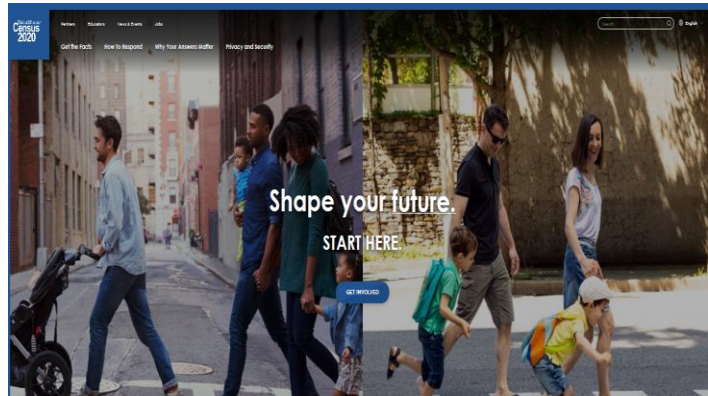 Census
2020
Partners Educators News & Events Jobs
Search
English
Get the Facts How to Respond Why Your Answers Matter Privacy and Security
Shape your future.
START HERE.
GET INVOLVED